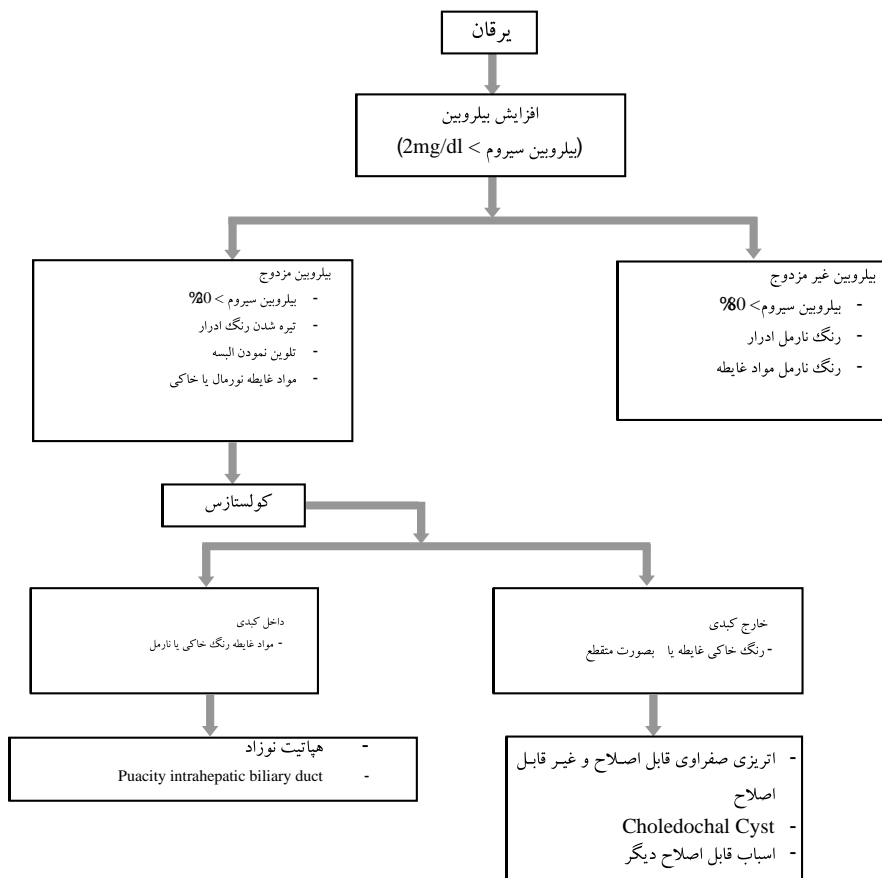 یرقان
افزایش بیلروبین
(بیلروبین سیروم > 2mg/dl)
بیلروبین غیر مزدوج
- بیلروبین سیروم> 80%
- رنگ نارمل ادرار
- رنگ نارمل مواد غایطه
بیلروبین مزدوج
- بیلروبین سیروم >
- تیره شدن رنگ ادرار
- تلوین نمودن البسه
- مواد غایطه نورمال یا خاکی
کولستازس
خارج کبدی
- رنگ خاکی غایطه یا بصورت متقطع
داخل کبدی
- مواد غایطه رنگ خاکی یا نارمل
- اتریزی صفراوی قابل اصلاح و غیر قابل
اصلاح
- Choledochal Cyst
- اسباب قابل اصلاح دیگر
- هپاتیت نوزاد
- Puacity intrahepatic biliary duct